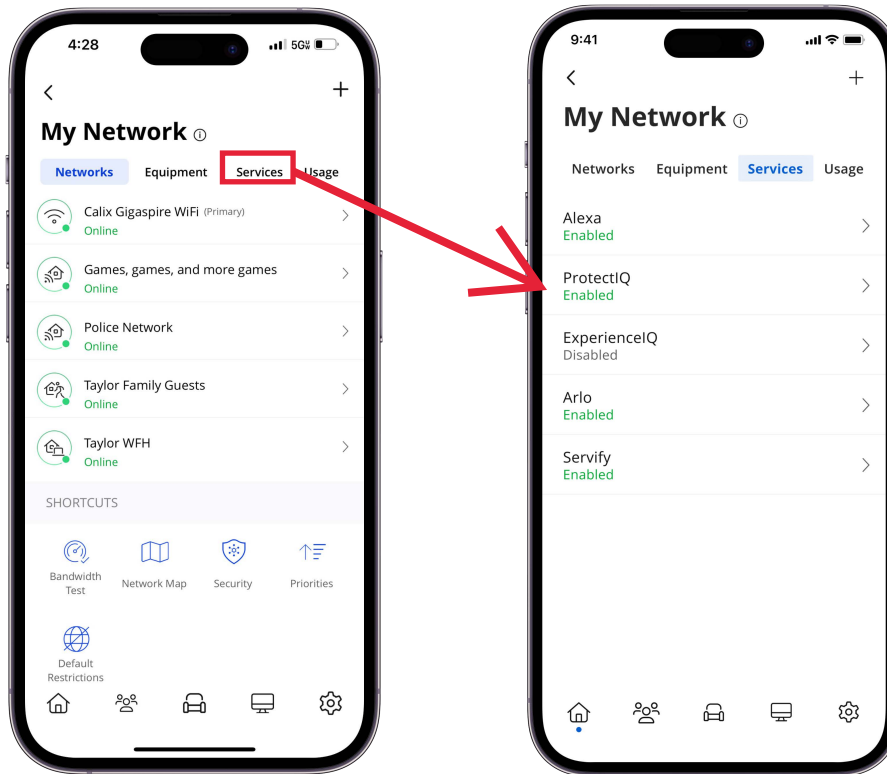 4:28
5G
My Network
Networks Equipment Services Usage
Calix Gigaspire WiFi (Primary)
Online
Games, games, and more games
Online
Police Network
Online
Taylor Family Guests
Online
Taylor WFH
Online
SHORTCUTS
Bandwidth
Test
Network Map
Security
Priorities
Default
Restrictions
9:41
My Network
Networks Equipment Services Usage
Alexa
Enabled
ProtectIQ
Enabled
ExperienceIQ
Disabled
Arlo
Enabled
Servify
Enabled